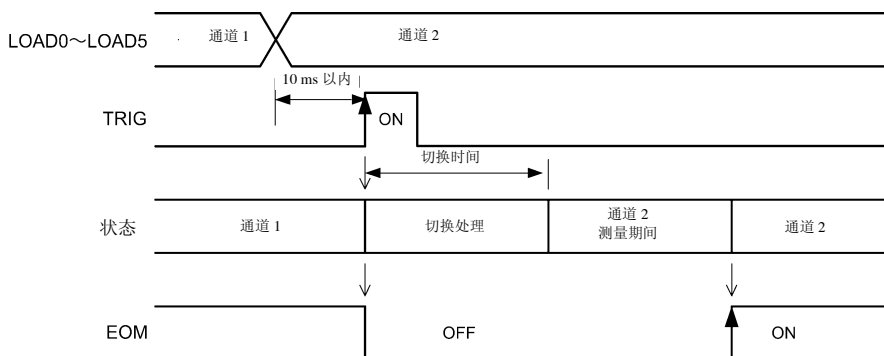 LOAD0～LOAD5
通道 1
通道 2
10 ms 以内
TRIG
ON
切换时间
状态
通道 1
切换处理
通道 2
测量期间
通道 2
EOM
OFF
ON